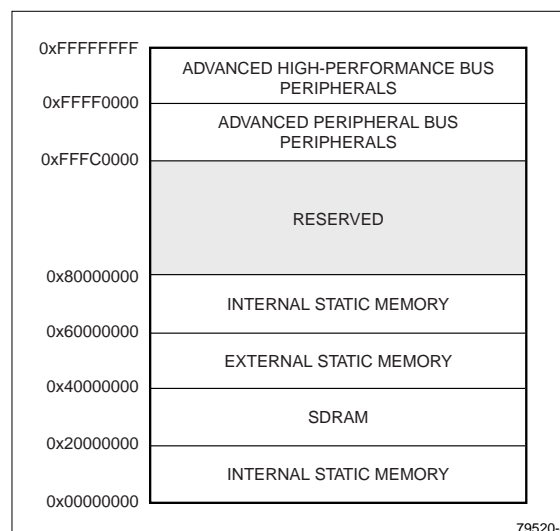 0xFFFFFFFF
ADVANCED HIGH-PERFORMANCE BUS
PERIPHERALS
0xFFFF0000
ADVANCED PERIPHERAL BUS
PERIPHERALS
0xFFFC0000
RESERVED
0x80000000
INTERNAL STATIC MEMORY
0x60000000
EXTERNAL STATIC MEMORY
0x40000000
SDRAM
0x20000000
INTERNAL STATIC MEMORY
0x00000000
79520-